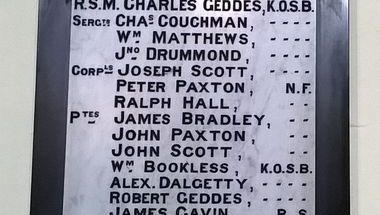 R.S.M. CHARLES GEDDES, K.O.S.B.
SERGTS CHAS COUCHMAN, - - -
WM MATTHEWS, - - -
JNO DRUMMOND, - - -
CORPLS JOSEPH SCOTT, - - -
PETER PAXTON, N.F.
RALPH HALL, - - -
PTES JAMES BRADLEY, - - -
JOHN PAXTON, - - -
JOHN SCOTT, - - -
WM BOOKLESS, K.O.S.B.
ALEX. DALGETTY, - - -
ROBERT GEDDES, - - -
JAMES GAVIN, R.S.